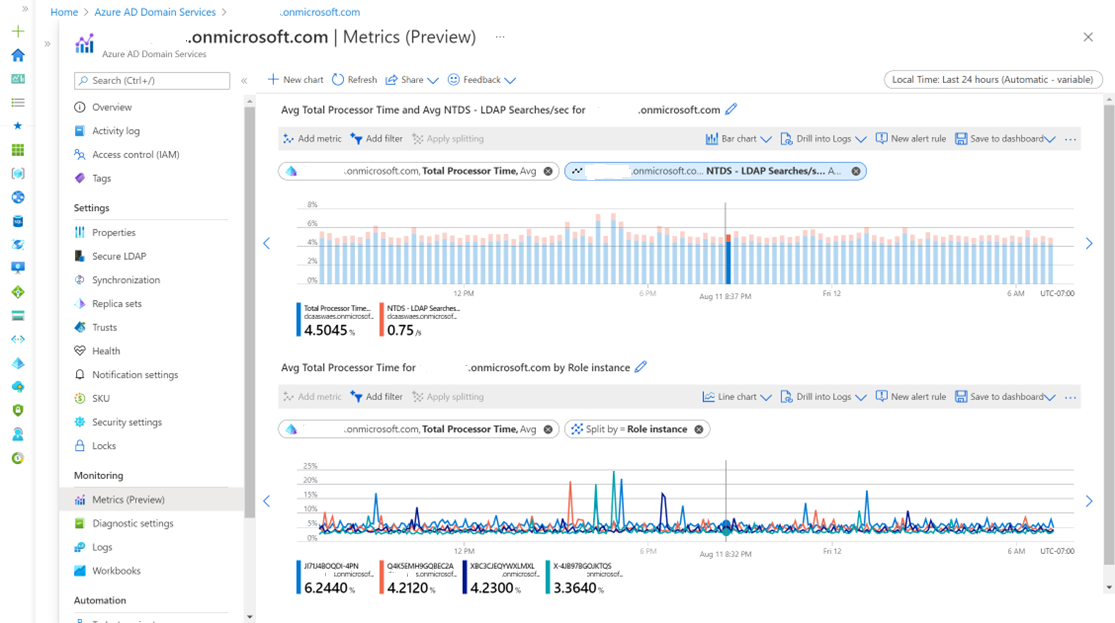 Home > Azure AD Domain Services > .onmicrosoft.com
.onmicrosoft.com | Metrics (Preview) ...
Azure AD Domain Services
Search (Ctrl+/)
New chart Refresh Share Feedback
Local Time: Last 24 hours (Automatic - variable)
Overview
Activity log
Access control (IAM)
Tags
Settings
Properties
Secure LDAP
Synchronization
Replica sets
Trusts
Health
Notification settings
SKU
Security settings
Locks
Monitoring
Metrics (Preview)
Diagnostic settings
Logs
Workbooks
Automation
Avg Total Processor Time and Avg NTDS - LDAP Searches/sec for .onmicrosoft.com
Add metric Add filter Apply splitting Bar chart Drill into Logs New alert rule Save to dashboard ...
.onmicrosoft.com, Total Processor Time, Avg
.onmicrosoft.co... NTDS - LDAP Searches/s... A...
8%
6%
4%
2%
0%
12 PM 6 PM Aug 11 8:37 PM Fri 12 6 AM UTC-07:00
Total Processor Time... NTDS - LDAP Searches...
dcaaswaes.onmicrosof... dcaaswaes.onmicrosof...
4.5045 % 0.75 /s
Avg Total Processor Time for .onmicrosoft.com by Role instance
Add metric Add filter Apply splitting Line chart Drill into Logs New alert rule Save to dashboard ...
.onmicrosoft.com, Total Processor Time, Avg
Split by = Role instance
25%
20%
15%
10%
5%
0%
12 PM 6 PM Aug 11 8:32 PM Fri 12 6 AM UTC-07:00
JI7U4BOQDI-4PN Q4K5EMH9GQBEC2A XBC3CJEQYWXLMXL X-4JB97BGOJKTQS
.onmicrosof... .onmicrosof... .onmicrosof... .onmicrosof...
6.2440 % 4.2120 % 4.2300 % 3.3640 %